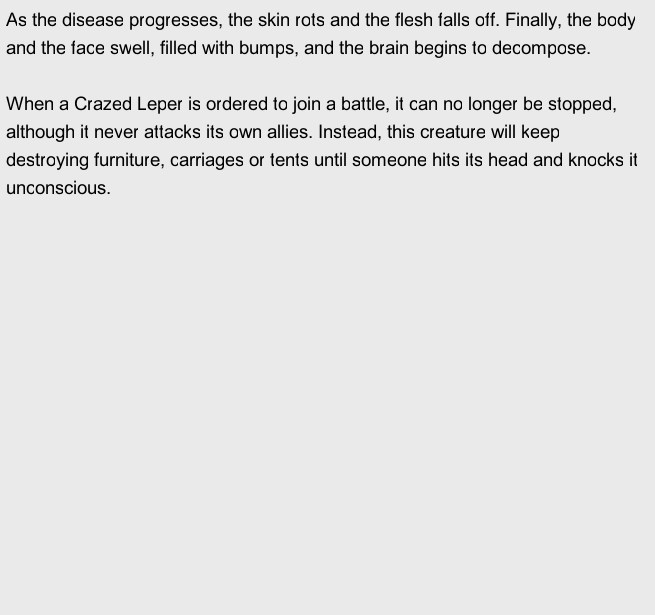 As the disease progresses, the skin rots and the flesh falls off. Finally, the body
and the face swell, filled with bumps, and the brain begins to decompose.

When a Crazed Leper is ordered to join a battle, it can no longer be stopped,
although it never attacks its own allies. Instead, this creature will keep
destroying furniture, carriages or tents until someone hits its head and knocks it
unconscious.